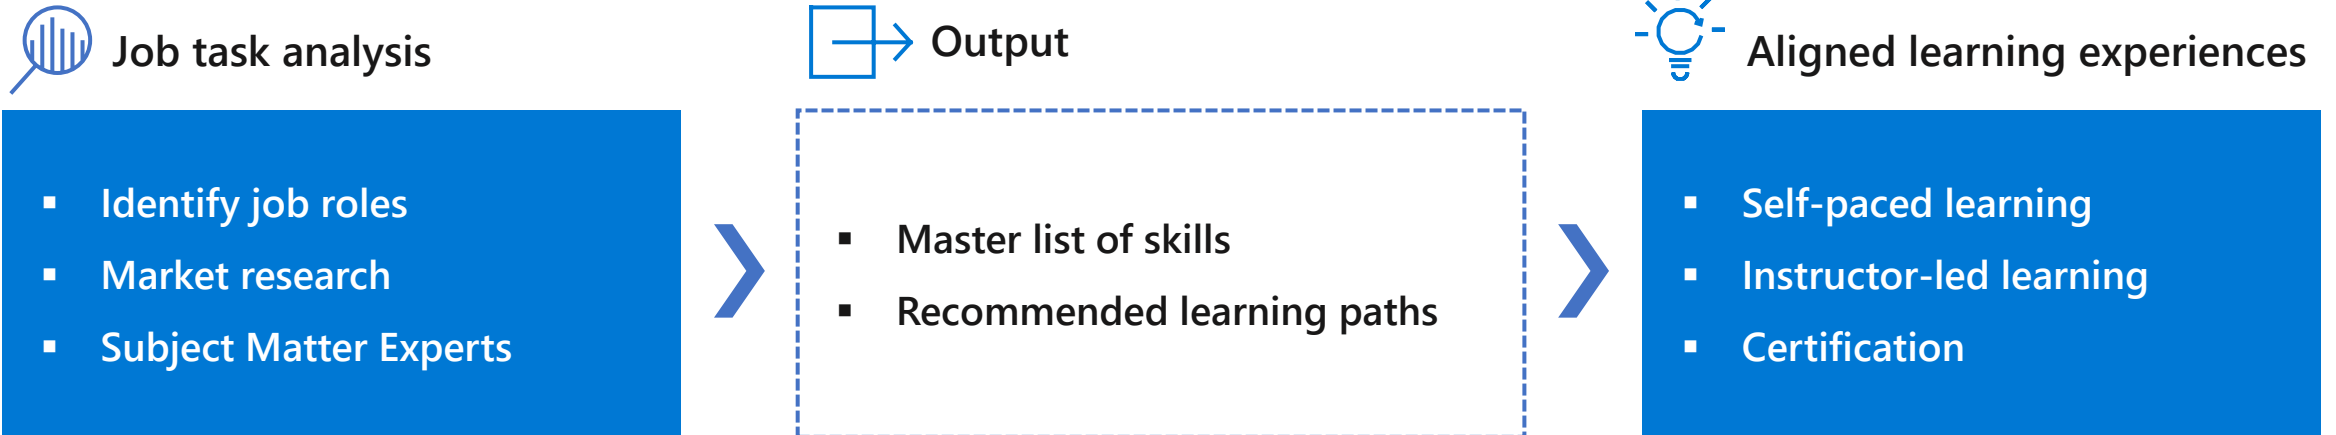 Job task analysis
▪ Identify job roles
▪ Market research
▪ Subject Matter Experts
Output
▪ Master list of skills
▪ Recommended learning paths
Aligned learning experiences
▪ Self-paced learning
▪ Instructor-led learning
▪ Certification